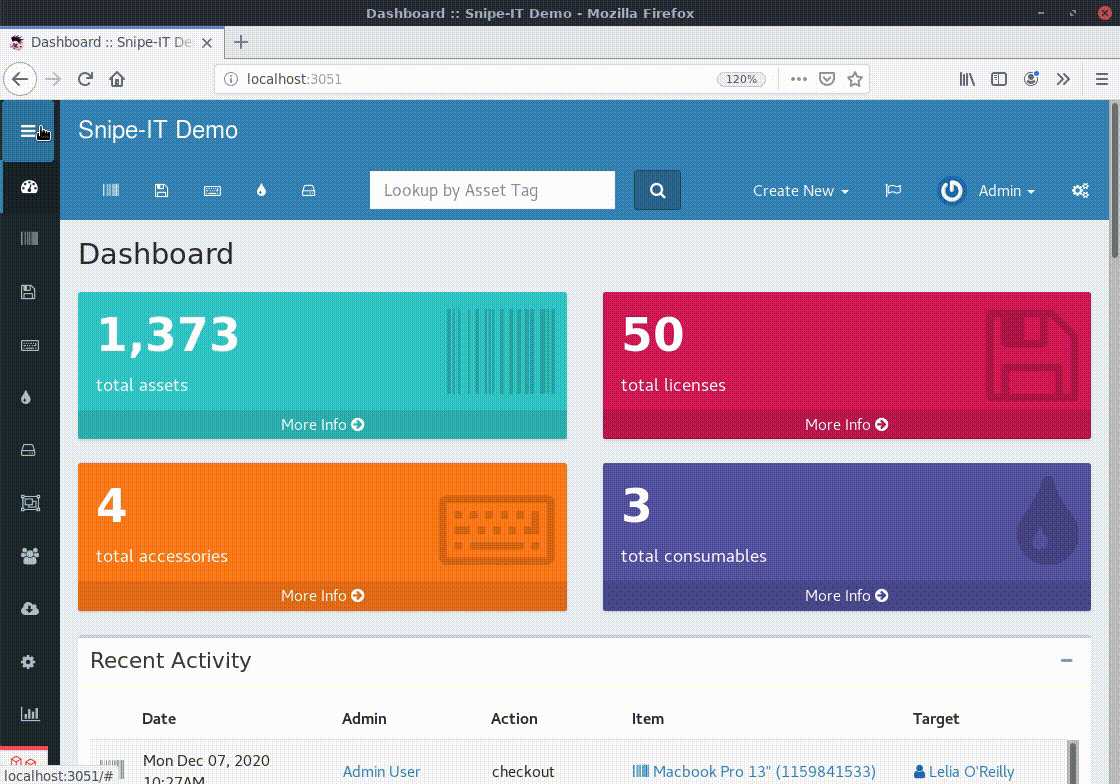 Dashboard :: Snipe-IT Demo - Mozilla Firefox
Dashboard :: Snipe-IT De
localhost:3051
120%
Snipe-IT Demo
Lookup by Asset Tag
Create New
Admin
Dashboard
1,373
total assets
More Info
50
total licenses
More Info
4
total accessories
More Info
3
total consumables
More Info
Recent Activity
Date Admin Action Item Target
Mon Dec 07, 2020
10:27AM
Admin User checkout Macbook Pro 13" (1159841533) Lelia O'Reilly
localhost:3051/#